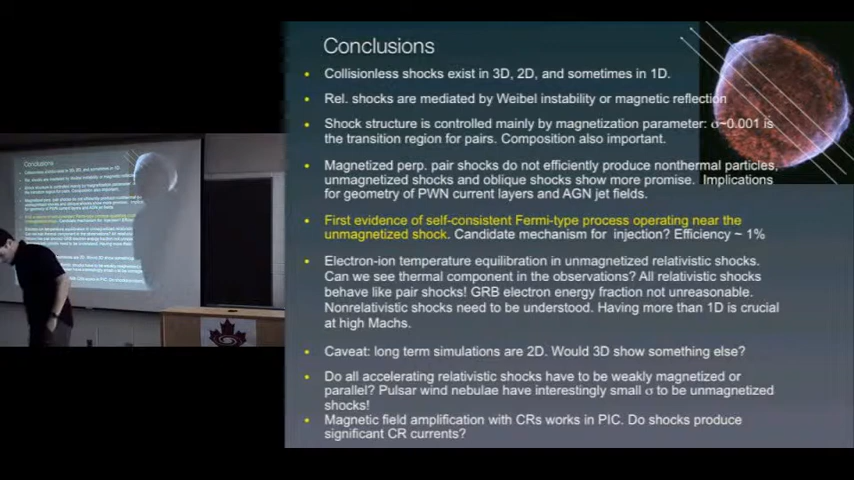 Conclusions
Collisionless shocks exist in 3D, 2D, and sometimes in 1D.
Rel. shocks are mediated by Weibel instability or magnetic reflection
Shock structure is controlled mainly by magnetization parameter: σ~0.001 is
the transition region for pairs. Composition also important.
Magnetized perp. pair shocks do not efficiently produce nonthermal particles,
unmagnetized shocks and oblique shocks show more promise. Implications
for geometry of PWN current layers and AGN jet fields.
First evidence of self-consistent Fermi-type process operating near the
unmagnetized shock. Candidate mechanism for injection? Efficiency ~ 1%
Electron-ion temperature equilibration in unmagnetized relativistic shocks.
Can we see thermal component in the observations? All relativistic shocks
behave like pair shocks! GRB electron energy fraction not unreasonable.
Nonrelativistic shocks need to be understood. Having more than 1D is crucial
at high Machs.
Caveat: long term simulations are 2D. Would 3D show something else?
Do all accelerating relativistic shocks have to be weakly magnetized or
parallel? Pulsar wind nebulae have interestingly small σ to be unmagnetized
shocks!
Magnetic field amplification with CRs works in PIC. Do shocks produce
significant CR currents?
Conclusions